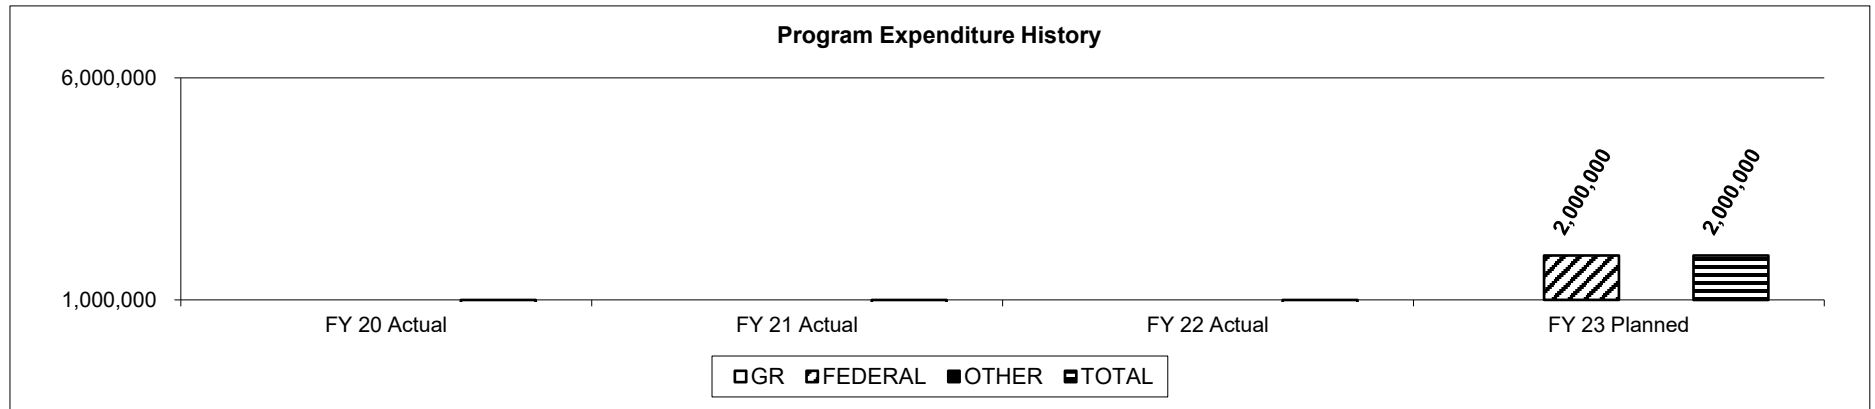 Program Expenditure History
6,000,000
2,000,000 2,000,000
1,000,000
FY 20 Actual FY 21 Actual FY 22 Actual FY 23 Planned
GR FEDERAL OTHER TOTAL